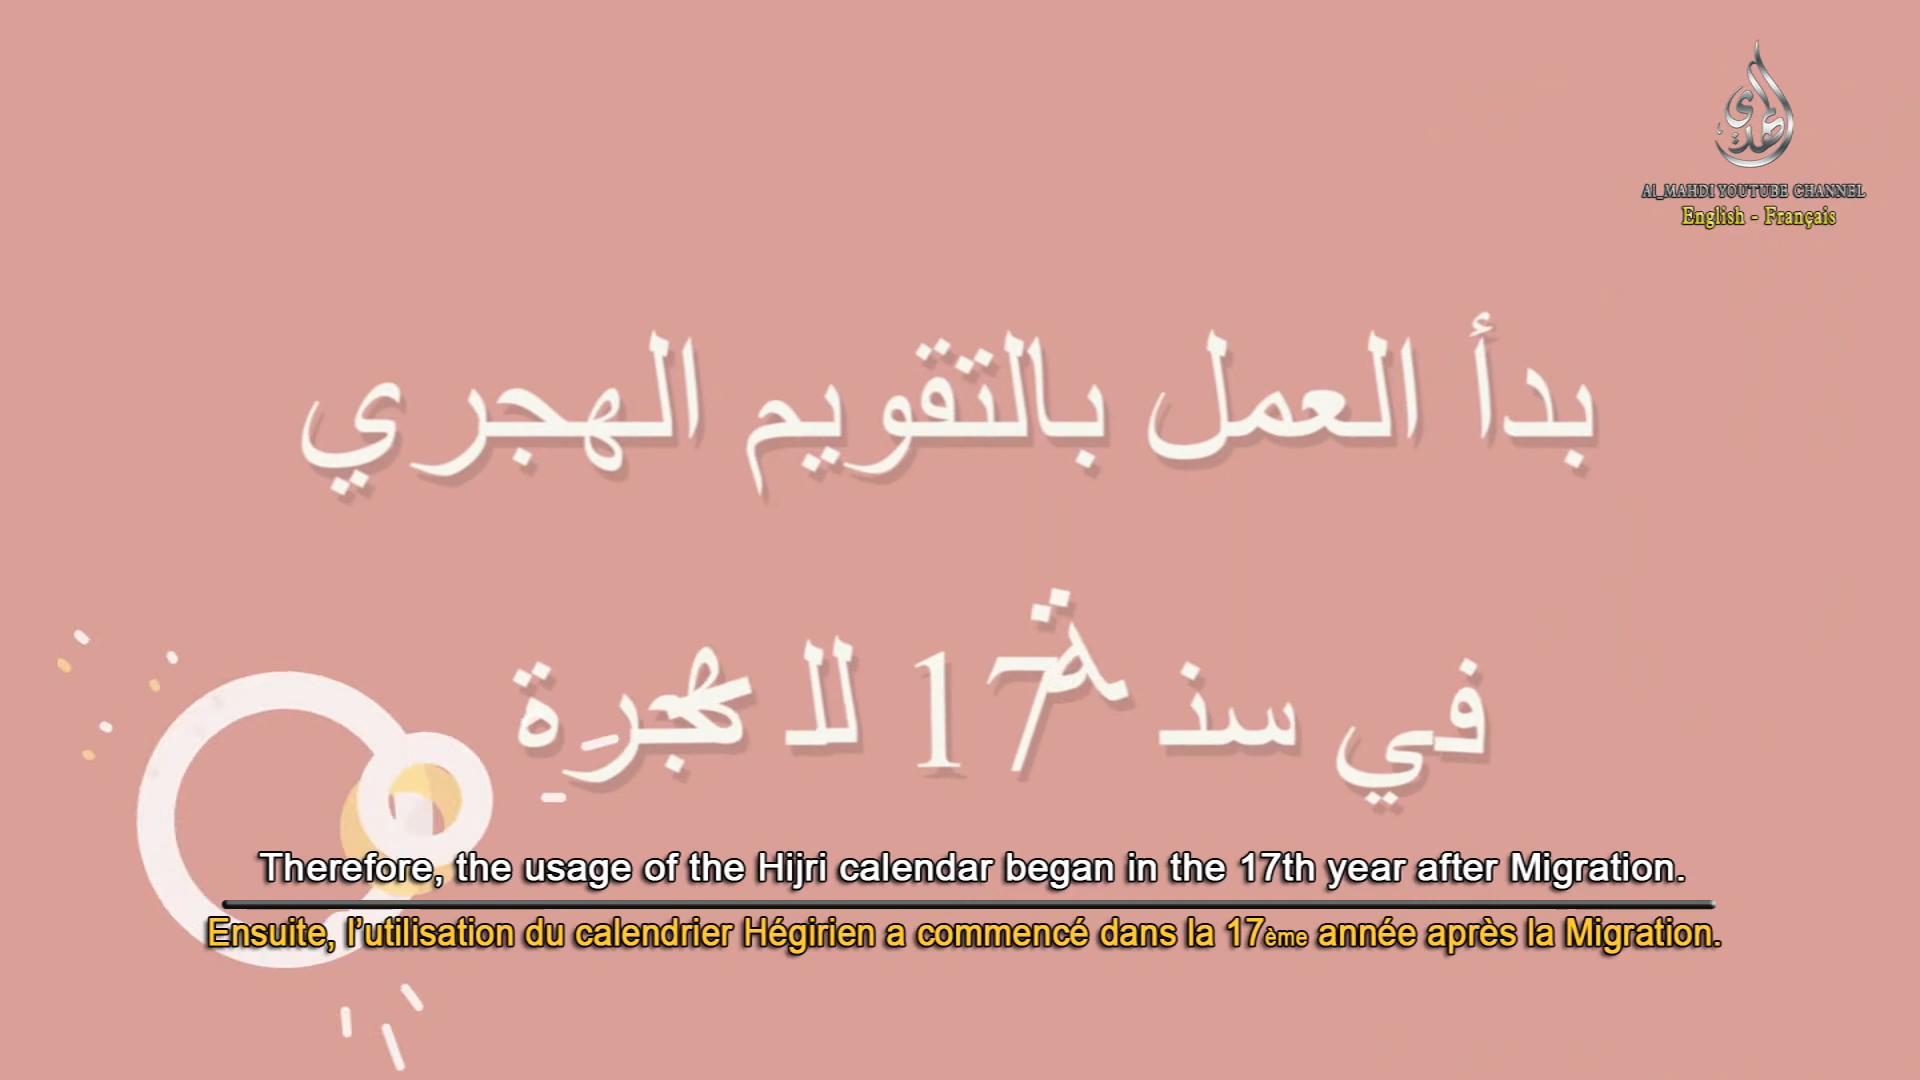 المهدي
Al_MAHDI YOUTUBE CHANNEL
English - Français
بدأ العمل بالتقويم الهجري
في سنة 17 للهجرة
Therefore, the usage of the Hijri calendar began in the 17th year after Migration.
Ensuite, l'utilisation du calendrier Hégirien a commencé dans la 17ème année après la Migration.